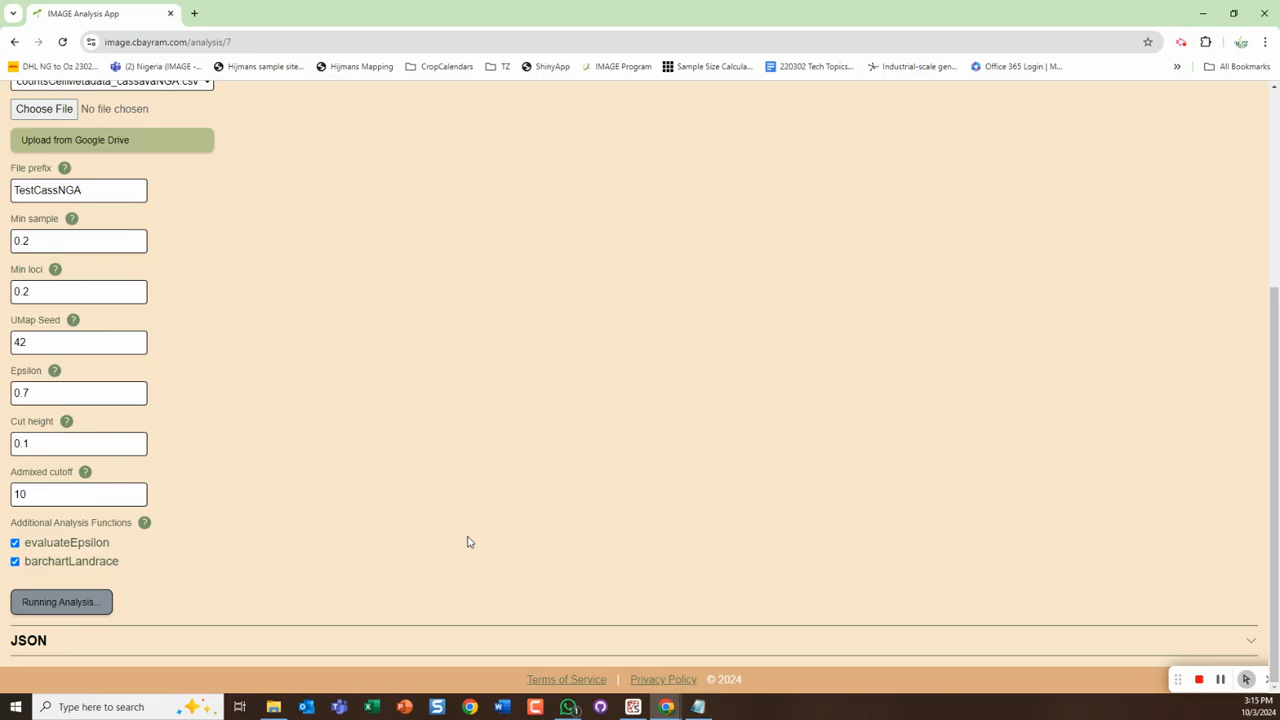 IMAGE Analysis App
image.cbayram.com/analysis/7
DHL NG to Oz 2302...
(2) Nigeria (IMAGE -...
Hijmans sample site...
Hijmans Mapping
CropCalendars
TZ
ShinyApp
IMAGE Program
Sample Size Calculat...
220302 Tech Topics...
Industrial-scale gen...
Office 365 Login | M...
All Bookmarks
countsCellMetadata_cassavaNGA.csv
Choose File No file chosen
Upload from Google Drive
File prefix ?
TestCassNGA
Min sample ?
0.2
Min loci ?
0.2
UMap Seed ?
42
Epsilon ?
0.7
Cut height ?
0.1
Admixed cutoff ?
10
Additional Analysis Functions ?
evaluateEpsilon
barchartLandrace
Running Analysis...
JSON
Terms of Service | Privacy Policy © 2024
Type here to search
3:15 PM
10/3/2024